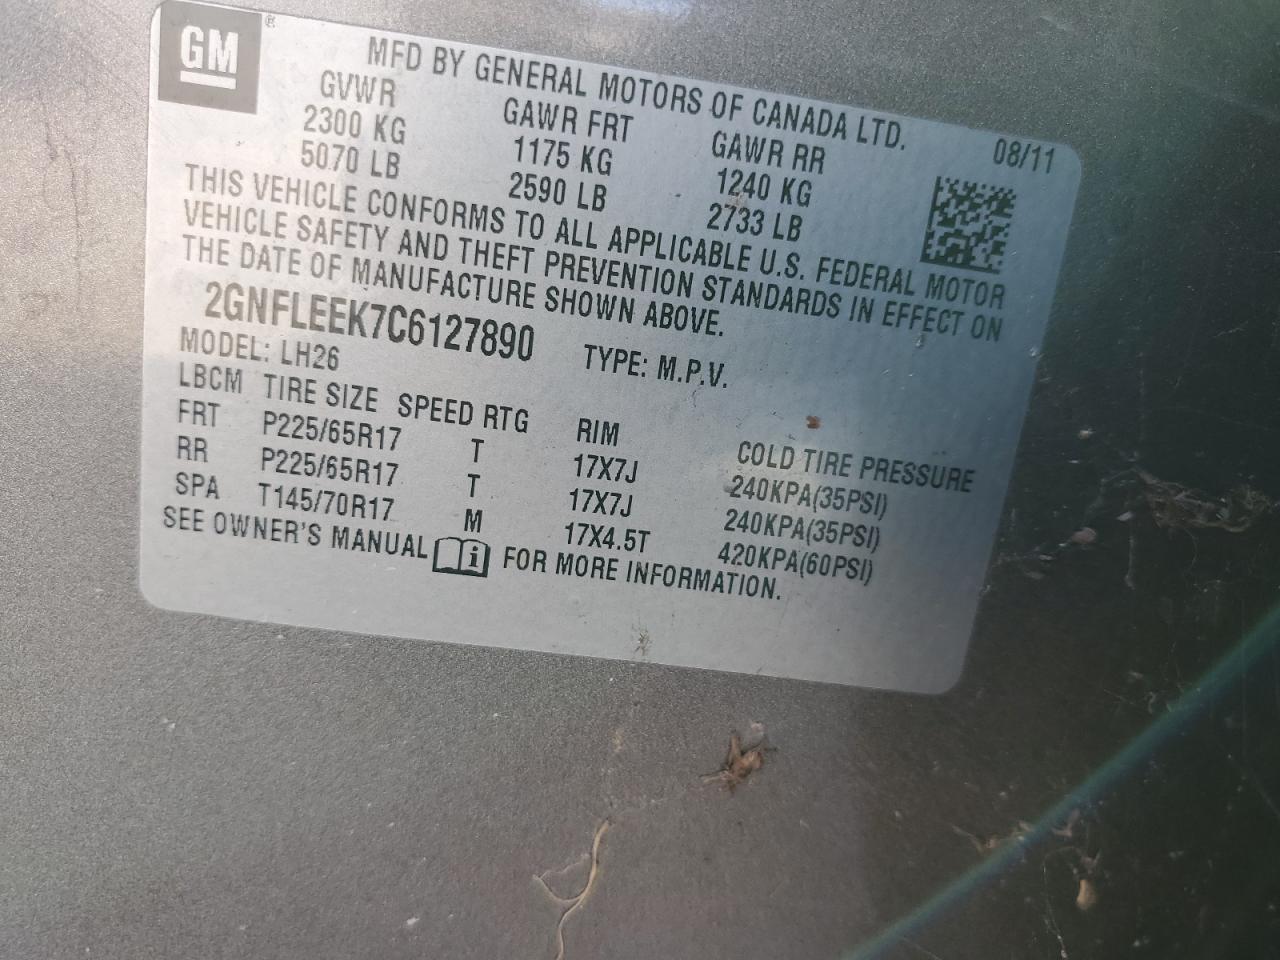 GM ®
MFD BY GENERAL MOTORS OF CANADA LTD.
GVWR GAWR FRT GAWR RR 08/11
2300 KG 1175 KG 1240 KG
5070 LB 2590 LB 2733 LB
THIS VEHICLE CONFORMS TO ALL APPLICABLE U.S. FEDERAL MOTOR
VEHICLE SAFETY AND THEFT PREVENTION STANDARDS IN EFFECT ON
THE DATE OF MANUFACTURE SHOWN ABOVE.
2GNFLEEK7C6127890 TYPE: M.P.V.
MODEL: LH26
LBCM TIRE SIZE SPEED RTG RIM COLD TIRE PRESSURE
FRT P225/65R17 T 17X7J 240KPA(35PSI)
RR P225/65R17 T 17X7J 240KPA(35PSI)
SPA T145/70R17 M 17X4.5T 420KPA(60PSI)
SEE OWNER'S MANUAL i FOR MORE INFORMATION.